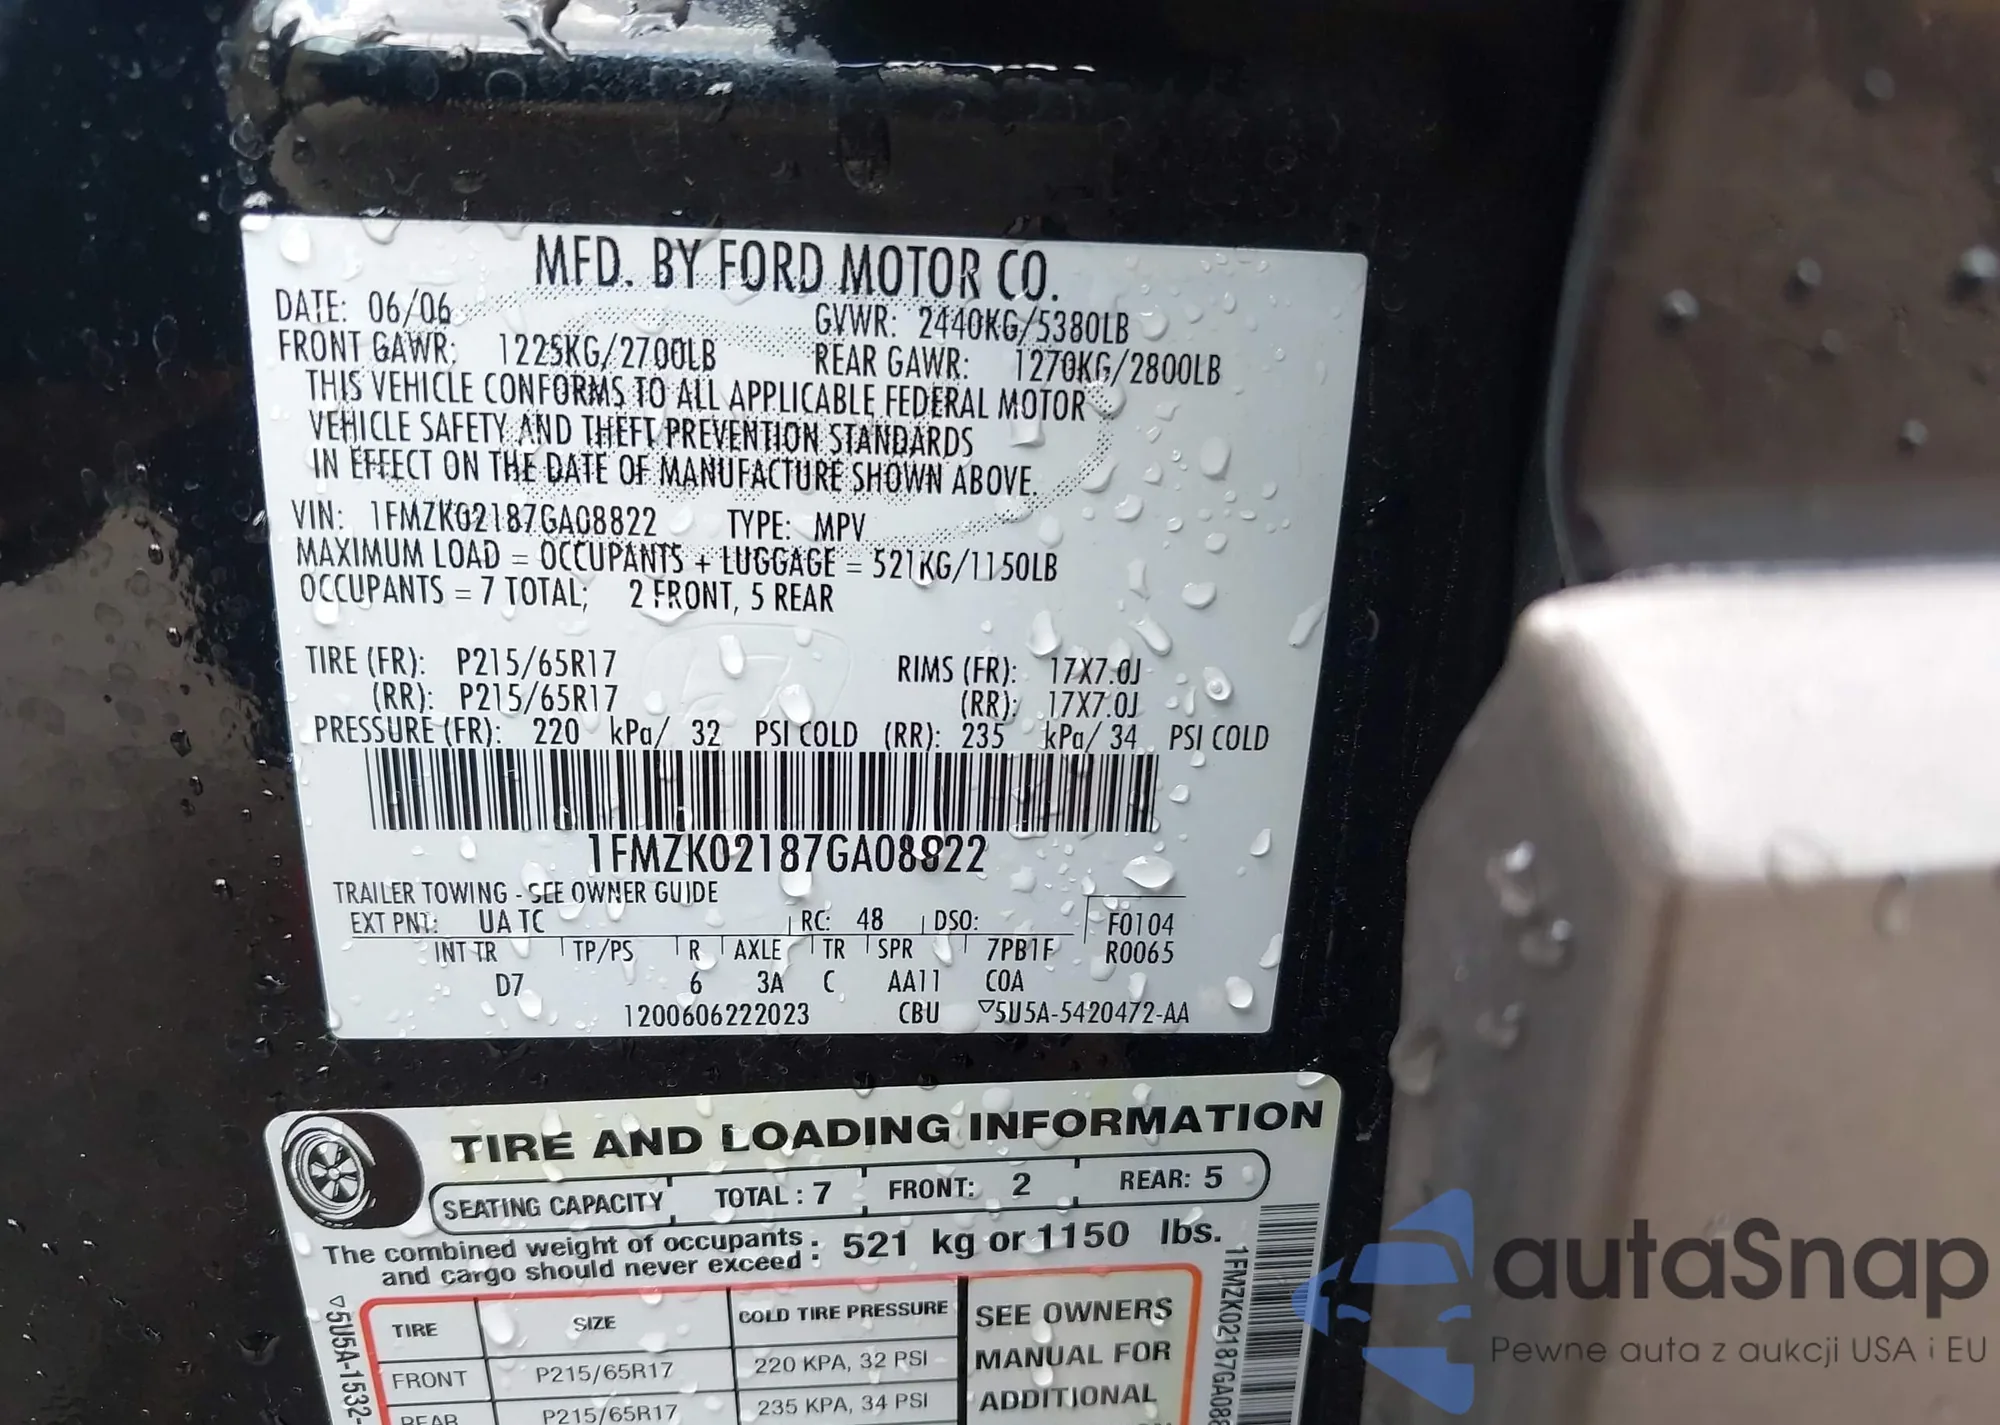 MFD. BY FORD MOTOR CO.
DATE: 06/06 GVWR: 2440KG/5380LB
FRONT GAWR: 1225KG/2700LB REAR GAWR: 1270KG/2800LB
THIS VEHICLE CONFORMS TO ALL APPLICABLE FEDERAL MOTOR
VEHICLE SAFETY AND THEFT PREVENTION STANDARDS
IN EFFECT ON THE DATE OF MANUFACTURE SHOWN ABOVE.
VIN: 1FMZK02187GA08822 TYPE: MPV
MAXIMUM LOAD = OCCUPANTS + LUGGAGE = 521KG/1150LB
OCCUPANTS = 7 TOTAL; 2 FRONT, 5 REAR
TIRE (FR): P215/65R17 RIMS (FR): 17X7.0J
(RR): P215/65R17 (RR): 17X7.0J
PRESSURE (FR): 220 kPa/ 32 PSI COLD (RR): 235 kPa/ 34 PSI COLD
1FMZK02187GA08822
TRAILER TOWING - SEE OWNER GUIDE
EXT PNT: UA TC RC: 48 DSO: F0104
INT TR TP/PS R AXLE TR SPR 7PB1F R0065
D7 6 3A C AA11 C0A
1200606222023 CBU ▽5U5A-5420472-AA
TIRE AND LOADING INFORMATION
SEATING CAPACITY TOTAL : 7 FRONT: 2 REAR: 5
The combined weight of occupants : 521 kg or 1150 lbs.
and cargo should never exceed :
TIRE SIZE COLD TIRE PRESSURE SEE OWNERS
MANUAL FOR
ADDITIONAL
FRONT P215/65R17 220 KPA, 32 PSI
REAR P215/65R17 235 KPA, 34 PSI
▽5U5A-1532-
1FMZK02187GA088
autaSnap
Pewne auta z aukcji USA i EU